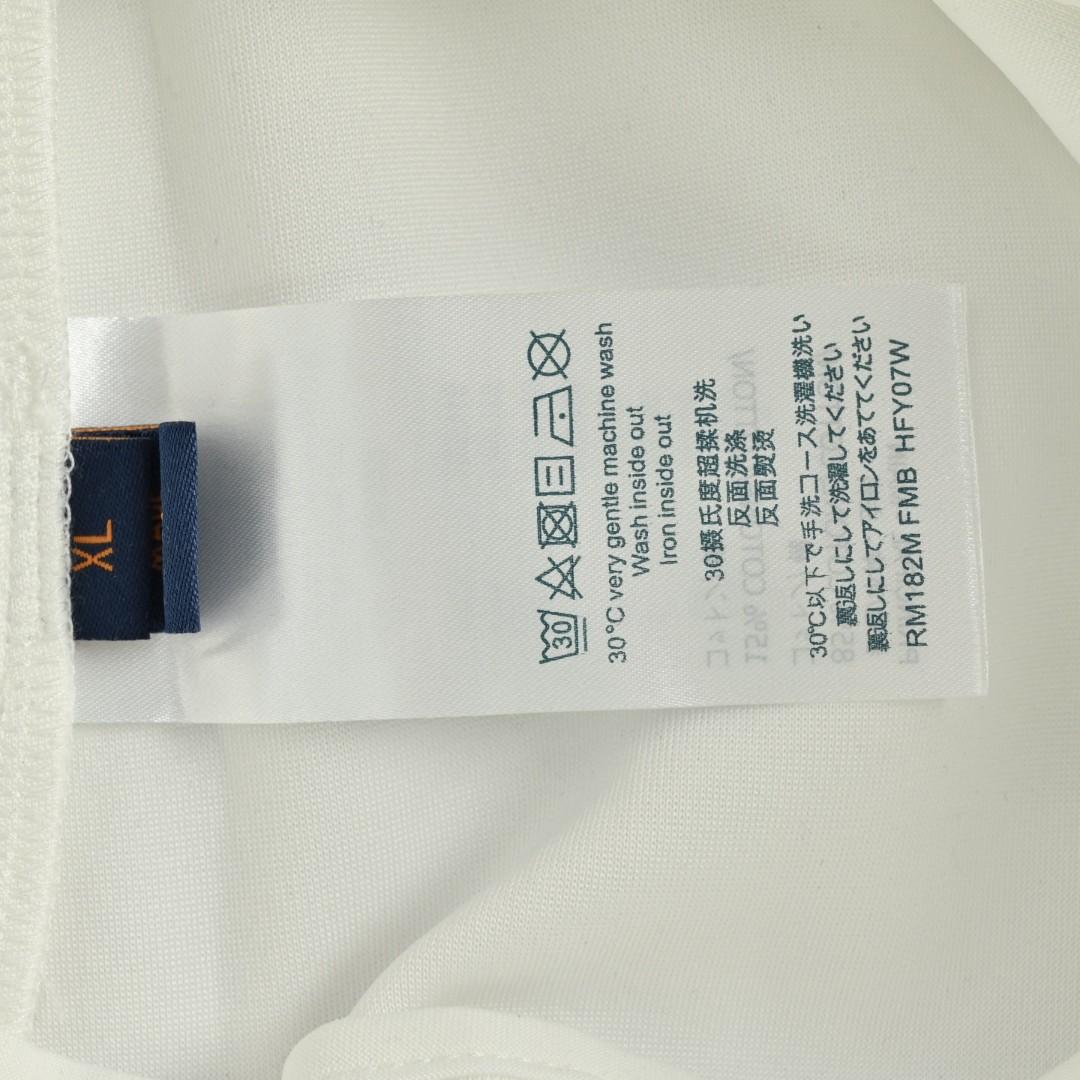 XL
30
30°C very gentle machine wash
Wash inside out
Iron inside out
30摄氏度超揉机洗
反面洗涤
反面熨烫
30℃以下で手洗コース洗濯機洗い
裏返しにして洗濯してください
裏返しにしてアイロンをあててください
RM182M FMB HFY07W